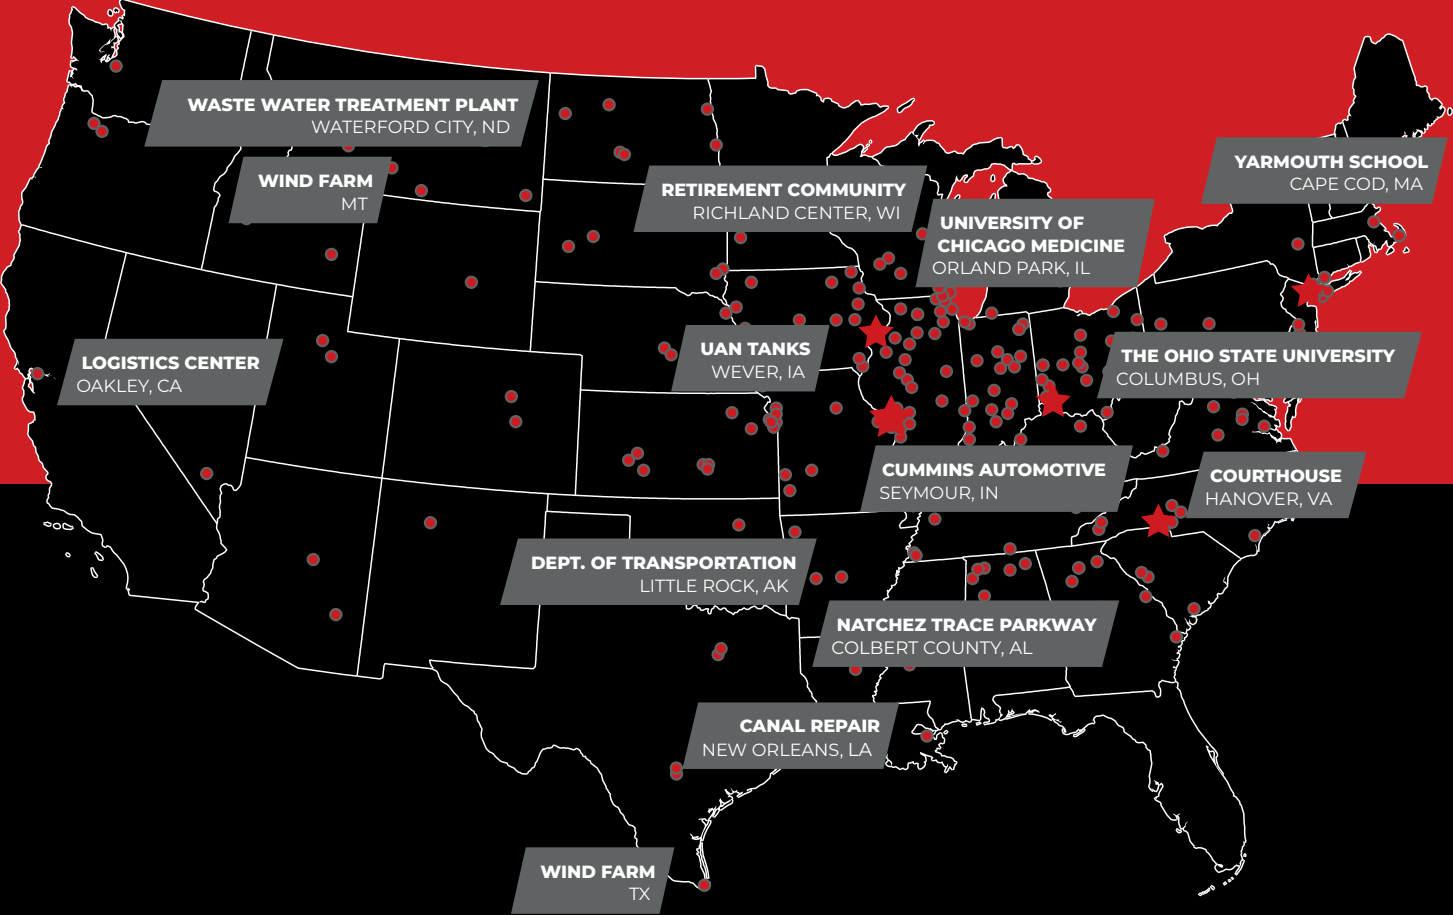 WASTE WATER TREATMENT PLANT
WATERFORD CITY, ND
WIND FARM
MT
RETIREMENT COMMUNITY
RICHLAND CENTER, WI
YARMOUTH SCHOOL
CAPE COD, MA
UNIVERSITY OF
CHICAGO MEDICINE
ORLAND PARK, IL
LOGISTICS CENTER
OAKLEY, CA
UAN TANKS
WEVER, IA
THE OHIO STATE UNIVERSITY
COLUMBUS, OH
CUMMINS AUTOMOTIVE
SEYMOUR, IN
COURTHOUSE
HANOVER, VA
DEPT. OF TRANSPORTATION
LITTLE ROCK, AK
NATCHEZ TRACE PARKWAY
COLBERT COUNTY, AL
CANAL REPAIR
NEW ORLEANS, LA
WIND FARM
TX